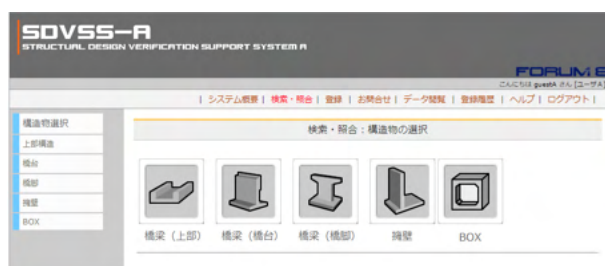 SDVSS-A
STRUCTURAL DESIGN VERIFICATION SUPPORT SYSTEM A
FORUM 8
こんにちは guestA さん [ユーザA]
| システム概要 | 検索・照合 | 登録 | お問合せ | データ閲覧 | 登録履歴 | ヘルプ | ログアウト |
構造物選択
上部構造
橋台
橋脚
擁壁
BOX
検索・照合：構造物の選択
橋梁（上部） 橋梁（橋台） 橋梁（橋脚） 擁壁 BOX